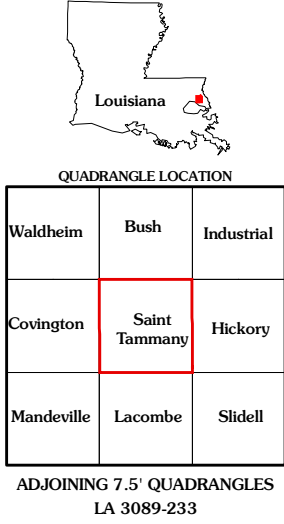 Louisiana
QUADRANGLE LOCATION
Waldheim Bush Industrial
Covington Saint Tammany Hickory
Mandeville Lacombe Slidell
ADJOINING 7.5' QUADRANGLES
LA 3089-233